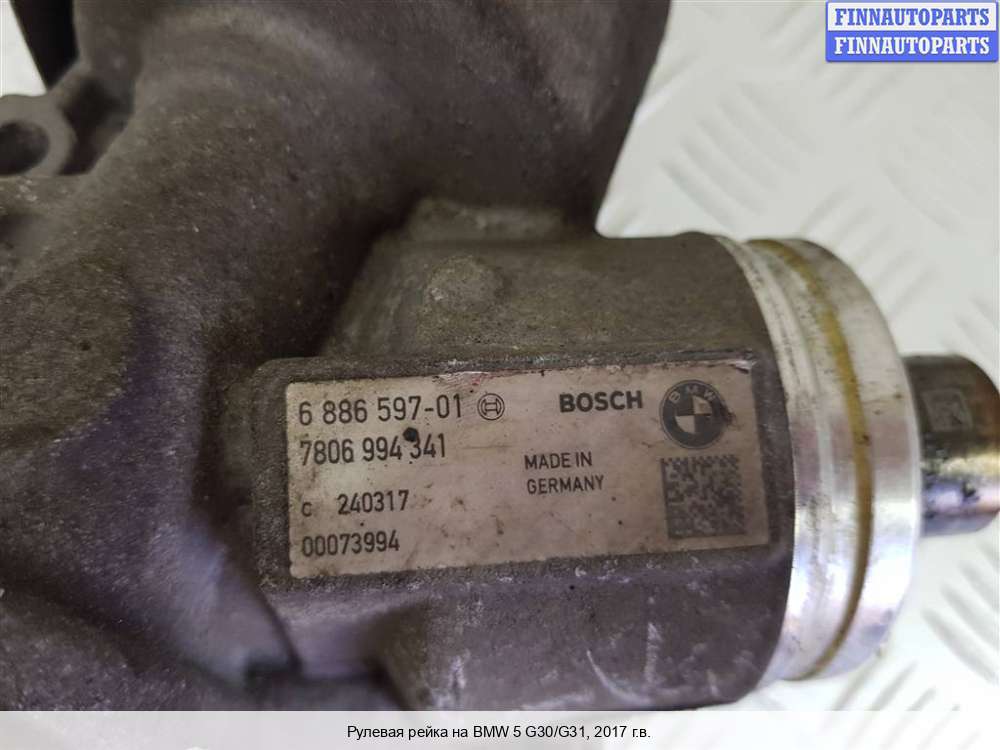 FINNAUTOPARTS
FINNAUTOPARTS
6 886 597-01 BOSCH BMW
7806 994 341
MADE IN
GERMANY
c 240317
00073994
Рулевая рейка на BMW 5 G30/G31, 2017 г.в.